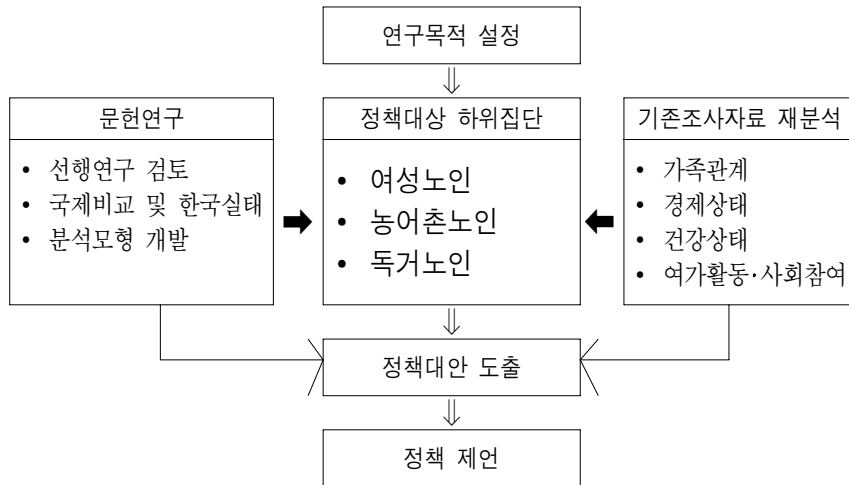 연구목적 설정
문헌연구
• 선행연구 검토
• 국제비교 및 한국실태
• 분석모형 개발
정책대상 하위집단
• 여성노인
• 농어촌노인
• 독거노인
기존조사자료 재분석
• 가족관계
• 경제상태
• 건강상태
• 여가활동·사회참여
정책대안 도출
정책 제언